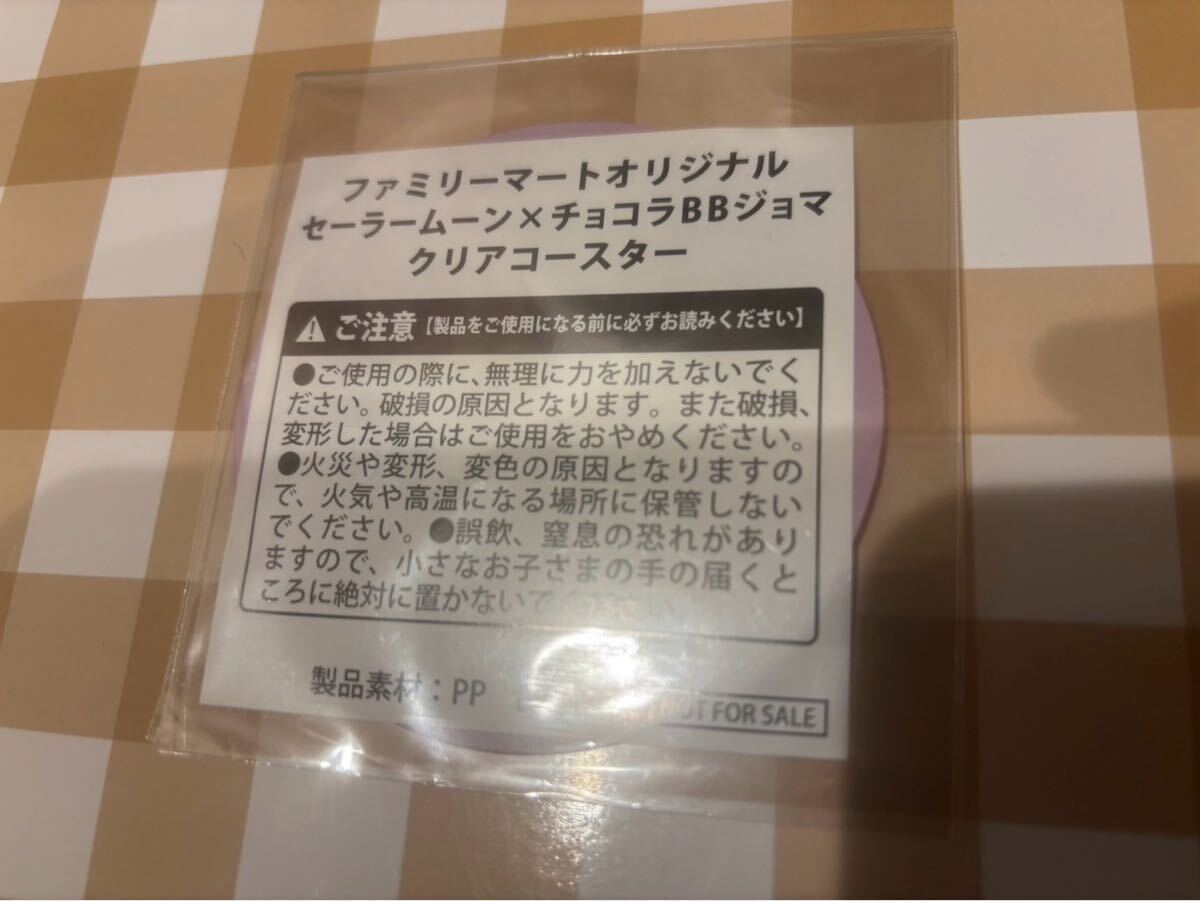 ファミリーマートオリジナル
セーラームーン×チョコラBBジョマ
クリアコースター
ご注意【製品をご使用になる前に必ずお読みください】
●ご使用の際に、無理に力を加えないでく
ださい。破損の原因となります。また破損、
変形した場合はご使用をおやめください。
●火災や変形、変色の原因となりますの
で、火気や高温になる場所に保管しない
でください。●誤飲、窒息の恐れがあり
ますので、小さなお子さまの手の届くと
ころに絶対に置かないでください
製品素材：PP
NOT FOR SALE